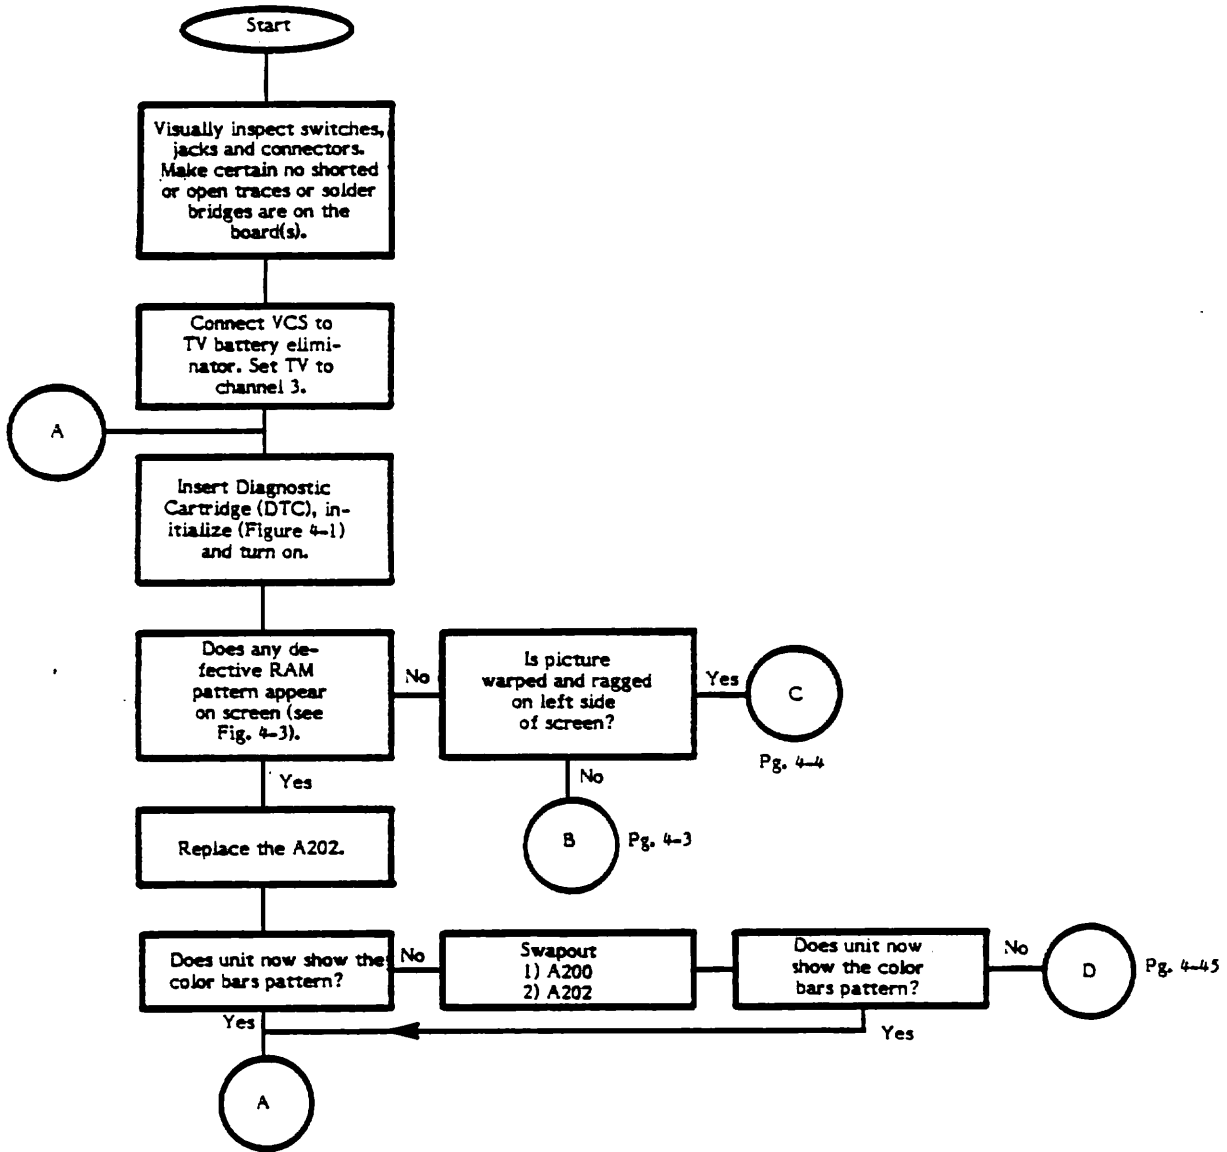 Start
Visually inspect switches,
jacks and connectors.
Make certain no shorted
or open traces or solder
bridges are on the
board(s).
Connect VCS to
TV battery elimi-
nator. Set TV to
channel 3.
A
Insert Diagnostic
Cartridge (DTC), in-
itialize (Figure 4-1)
and turn on.
Does any de-
fective RAM
pattern appear
on screen (see
Fig. 4-3).
No
Is picture
warped and ragged
on left side
of screen?
Yes
C
Pg. 4-4
Yes
No
B
Pg. 4-3
Replace the A202.
Does unit now show the
color bars pattern?
No
Swapout
1) A200
2) A202
Does unit now
show the color
bars pattern?
No
D
Pg. 4-45
Yes
Yes
A